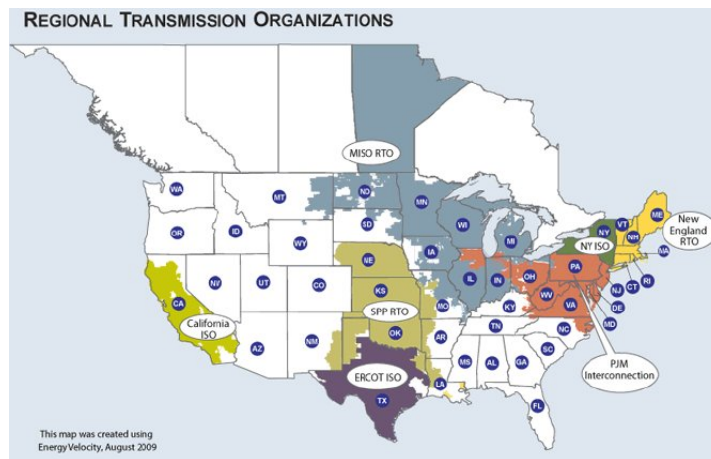 REGIONAL TRANSMISSION ORGANIZATIONS
MISO RTO
WA
MT
ND
MN
OR
ID
WY
SD
WI
MI
NY
VT
NH
ME
New
England
RTO
NY ISO
MA
NE
IA
IL
IN
OH
PA
RI
CT
NJ
CA
NV
UT
CO
KS
MO
KY
WV
VA
DE
MD
California
ISO
SPP RTO
AZ
NM
OK
AR
TN
NC
SC
PJM
Interconnection
ERCOT ISO
TX
LA
MS
AL
GA
FL
This map was created using
EnergyVelocity, August 2009